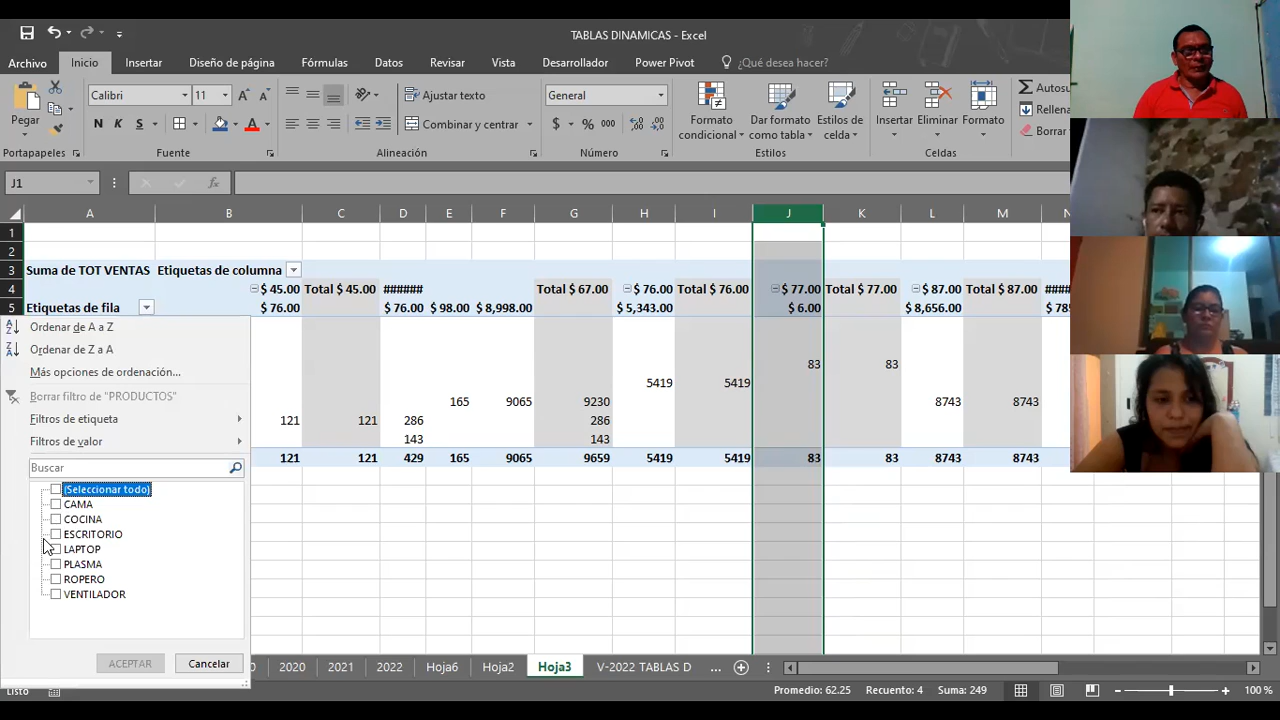 TABLAS DINAMICAS - Excel
Archivo Inicio Insertar Diseño de página Fórmulas Datos Revisar Vista Desarrollador Power Pivot ¿Qué desea hacer?
Calibri 11 Ajustar texto General Autosu
Pegar N K S Combinar y centrar $ % 000 Formato condicional Dar formato como tabla Estilos de celda Insertar Eliminar Formato Rellena
Borrar
Portapapeles Fuente Alineación Número Estilos Celdas
J1 fx
A B C D E F G H I J K L M N
1
2
3 Suma de TOT VENTAS Etiquetas de columna
4 $ 45.00 Total $ 45.00 ###### Total $ 67.00 $ 76.00 Total $ 76.00 $ 77.00 Total $ 77.00 $ 87.00 Total $ 87.00 ####
5 Etiquetas de fila $ 76.00 $ 76.00 $ 98.00 $ 8,998.00 $ 5,343.00 $ 6.00 $ 8,656.00 $ 78
Ordenar de A a Z
Ordenar de Z a A
83 83
Más opciones de ordenación...
5419 5419
Borrar filtro de "PRODUCTOS"
165 9065 9230 8743 8743
Filtros de etiqueta
121 121 286 286
Filtros de valor
143 143
121 121 429 165 9065 9659 5419 5419 83 83 8743 8743
Buscar
(Seleccionar todo)
CAMA
COCINA
ESCRITORIO
LAPTOP
PLASMA
ROPERO
VENTILADOR
ACEPTAR Cancelar
0 2020 2021 2022 Hoja6 Hoja2 Hoja3 V-2022 TABLAS D ...
Listo Promedio: 62.25 Recuento: 4 Suma: 249 100 %